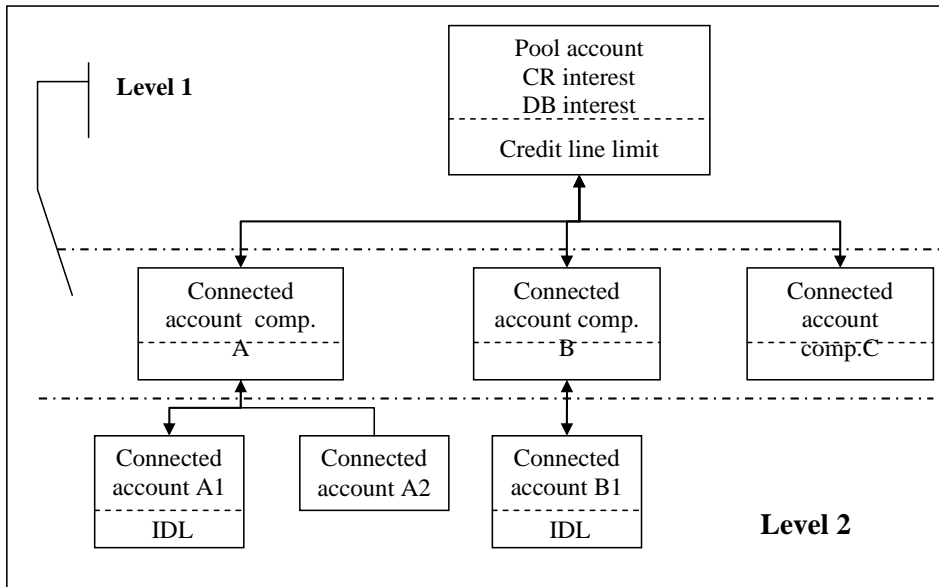 Level 1
Pool account
CR interest
DB interest
Credit line limit
Connected
account comp.
A
Connected
account comp.
B
Connected
account
comp.C
Connected
account A1
IDL
Connected
account A2
Connected
account B1
IDL
Level 2